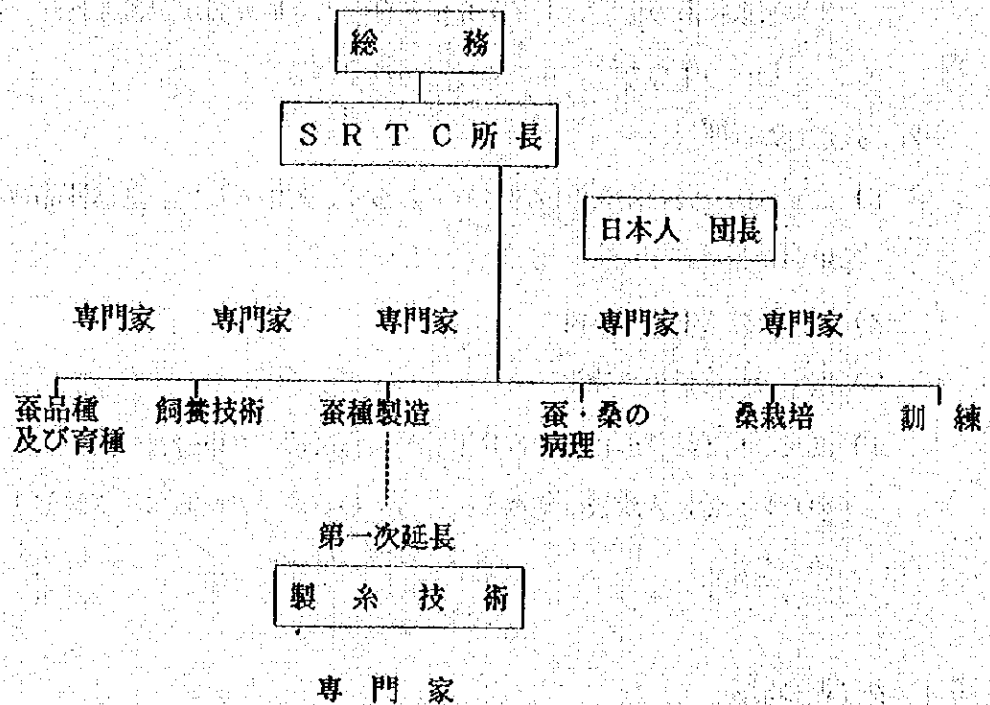 総務
SRTC所長
日本人 団長
専門家 専門家 専門家 専門家 専門家
蚕品種 飼養技術 蚕種製造 蚕・桑の 桑栽培 訓練
及び育種 病理
第一次延長
製糸技術
専門家